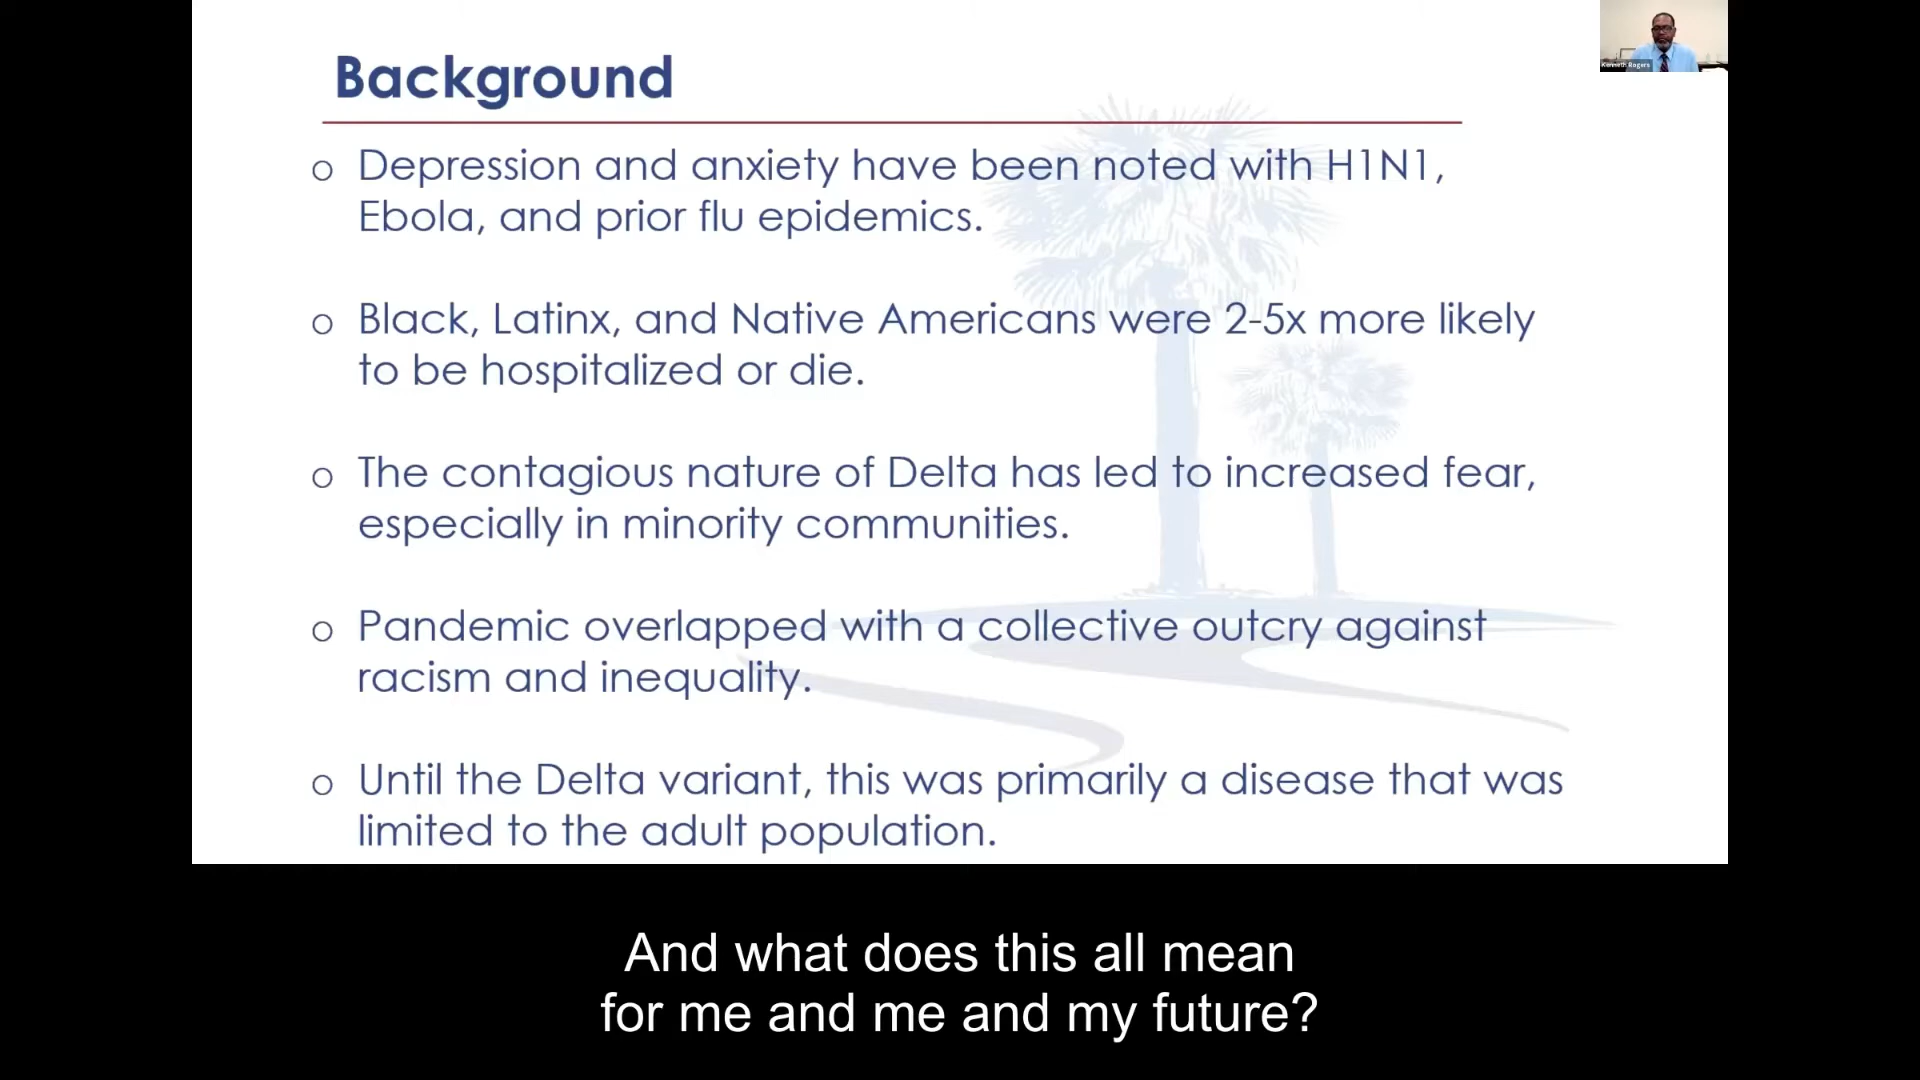 Background
Kenneth Rogers
o Depression and anxiety have been noted with H1N1,
Ebola, and prior flu epidemics.
o Black, Latinx, and Native Americans were 2-5x more likely
to be hospitalized or die.
o The contagious nature of Delta has led to increased fear,
especially in minority communities.
o Pandemic overlapped with a collective outcry against
racism and inequality.
o Until the Delta variant, this was primarily a disease that was
limited to the adult population.
And what does this all mean
for me and me and my future?